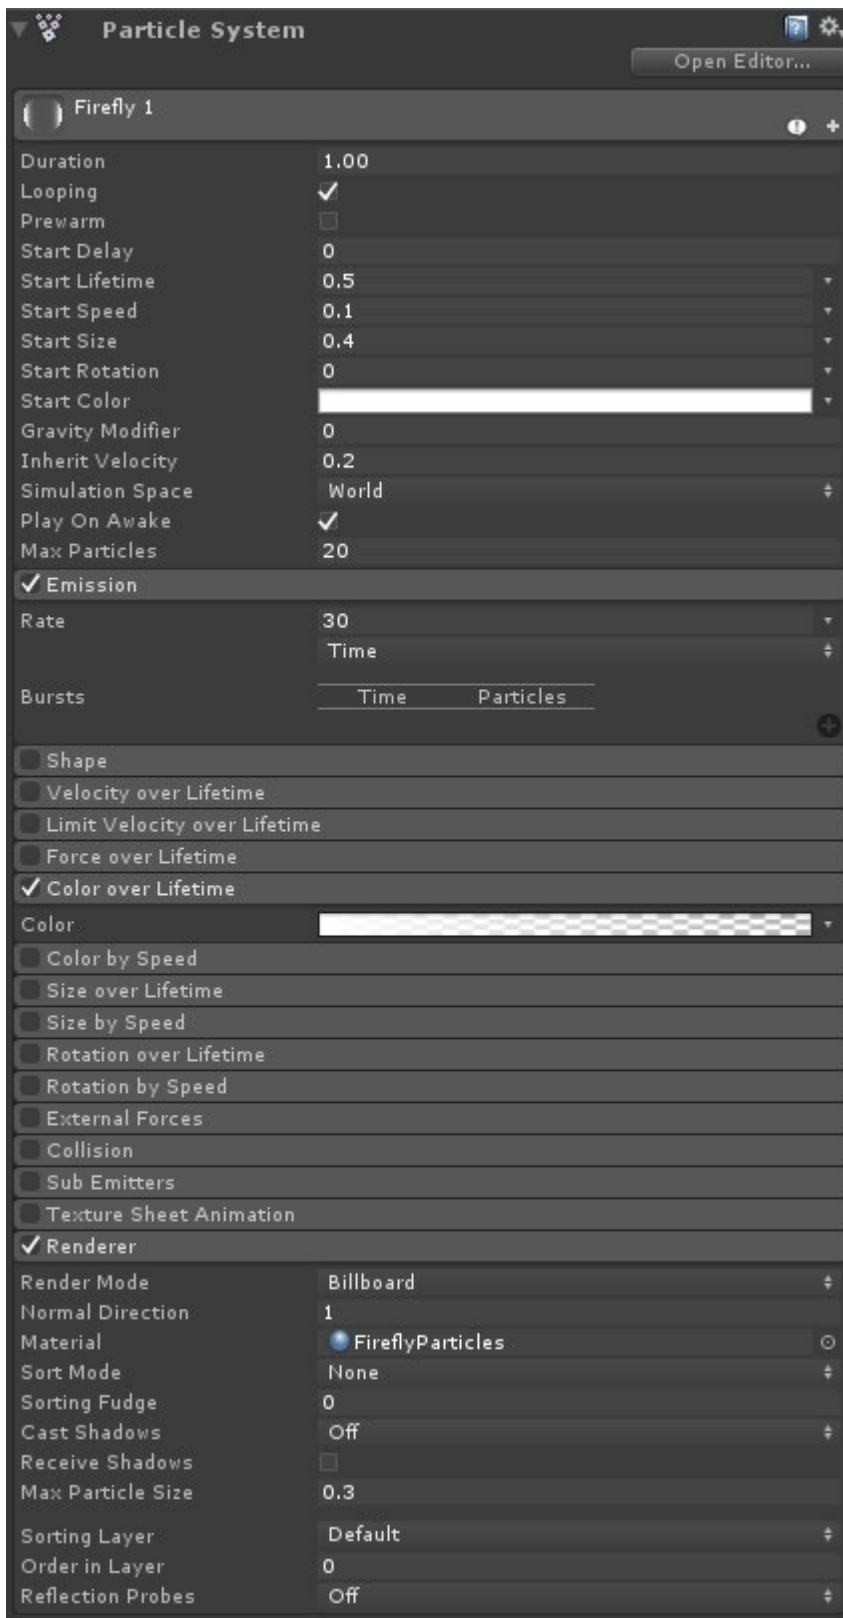 Particle System
Open Editor...
Firefly 1
Duration 1.00
Looping
Prewarm
Start Delay 0
Start Lifetime 0.5
Start Speed 0.1
Start Size 0.4
Start Rotation 0
Start Color
Gravity Modifier 0
Inherit Velocity 0.2
Simulation Space World
Play On Awake
Max Particles 20
Emission
Rate 30
Time
Bursts Time Particles
Shape
Velocity over Lifetime
Limit Velocity over Lifetime
Force over Lifetime
Color over Lifetime
Color
Color by Speed
Size over Lifetime
Size by Speed
Rotation over Lifetime
Rotation by Speed
External Forces
Collision
Sub Emitters
Texture Sheet Animation
Renderer
Render Mode Billboard
Normal Direction 1
Material FireflyParticles
Sort Mode None
Sorting Fudge 0
Cast Shadows Off
Receive Shadows
Max Particle Size 0.3
Sorting Layer Default
Order in Layer 0
Reflection Probes Off